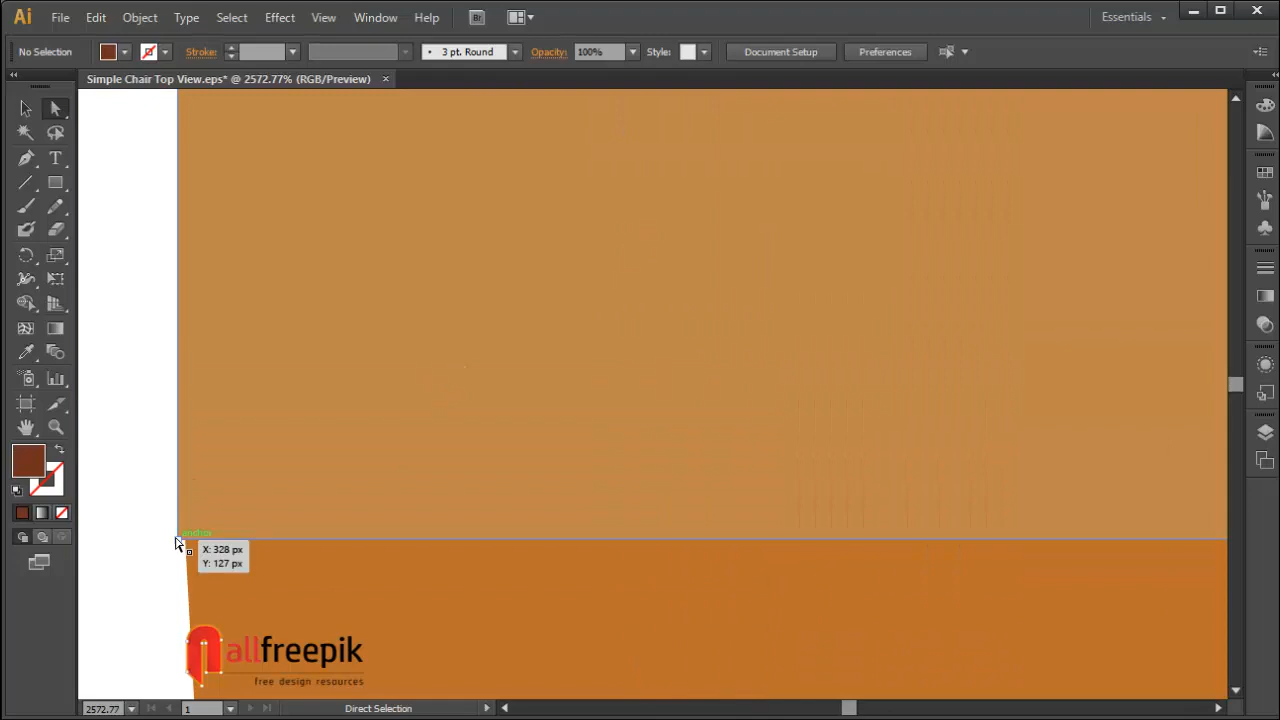 Ai File Edit Object Type Select Effect View Window Help Br Essentials
No Selection Stroke: 3 pt. Round Opacity: 100% Style: Document Setup Preferences
Simple Chair Top View.eps* @ 2572.77% (RGB/Preview)
anchor
X: 328 px
Y: 127 px
allfreepik
free design resources
2572.77 1 Direct Selection